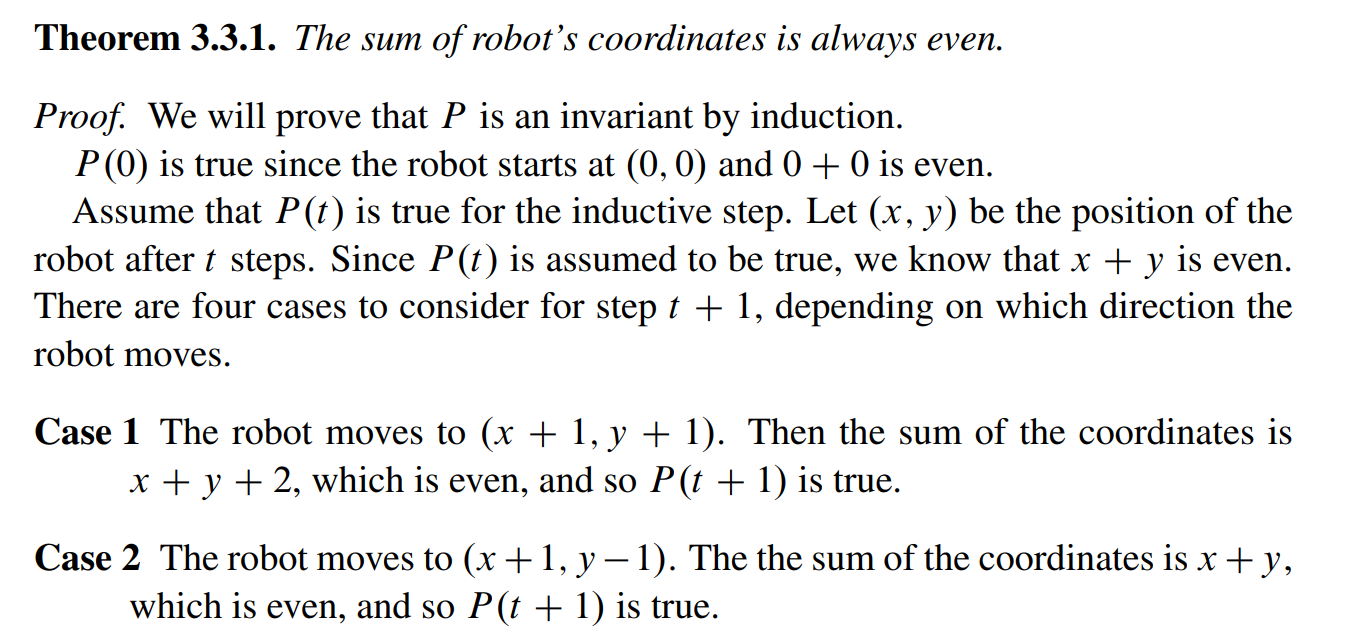 Theorem 3.3.1. The sum of robot's coordinates is always even.
Proof. We will prove that P is an invariant by induction.
P(0) is true since the robot starts at (0, 0) and 0 + 0 is even.
Assume that P(t) is true for the inductive step. Let (x, y) be the position of the
robot after t steps. Since P(t) is assumed to be true, we know that x + y is even.
There are four cases to consider for step t + 1, depending on which direction the
robot moves.
Case 1 The robot moves to (x + 1, y + 1). Then the sum of the coordinates is
x + y + 2, which is even, and so P(t + 1) is true.
Case 2 The robot moves to (x + 1, y − 1). The the sum of the coordinates is x + y,
which is even, and so P(t + 1) is true.